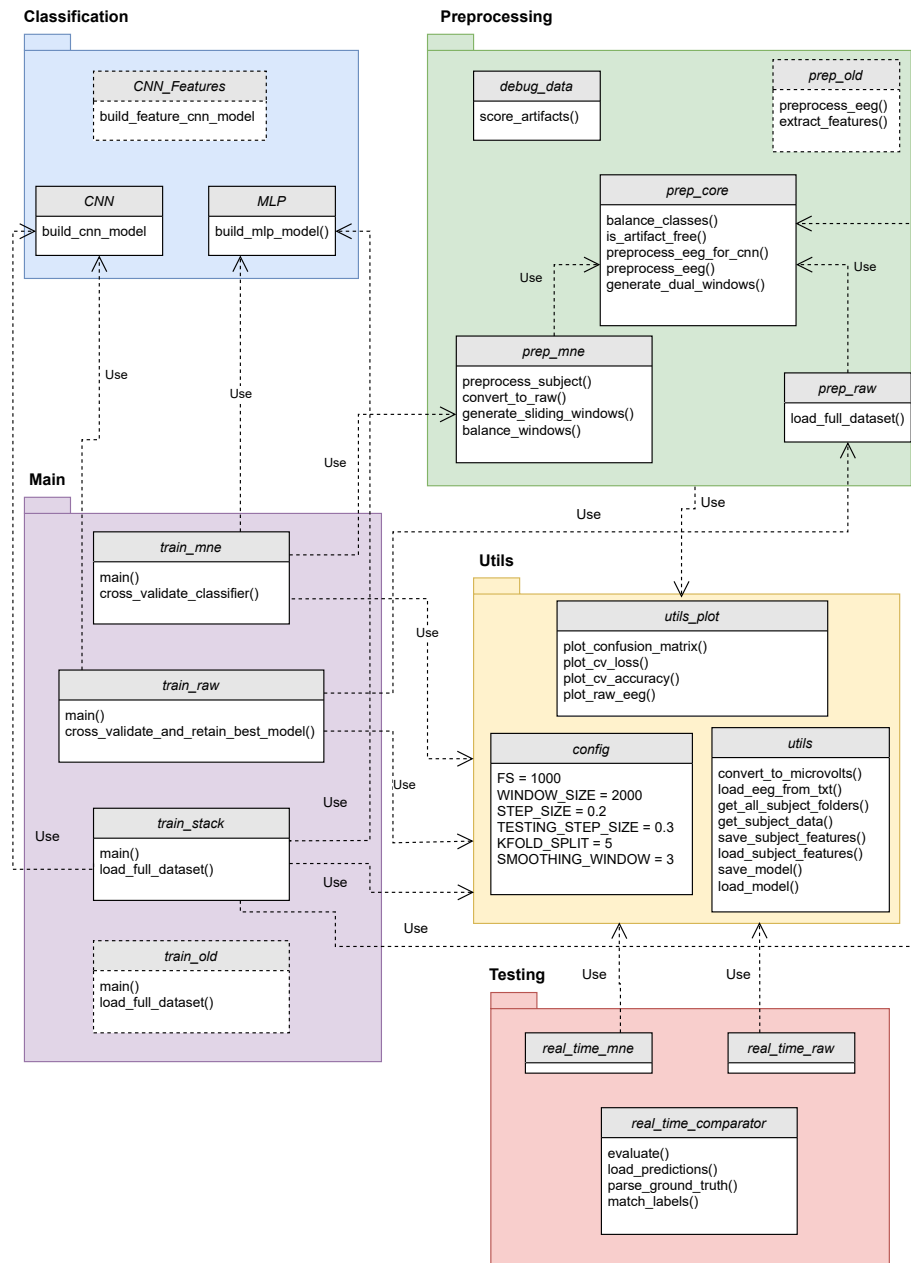 Classification
CNN_Features
build_feature_cnn_model
CNN
build_cnn_model
MLP
build_mlp_model()
Preprocessing
debug_data
score_artifacts()
prep_old
preprocess_eeg()
extract_features()
prep_core
balance_classes()
is_artifact_free()
preprocess_eeg_for_cnn()
preprocess_eeg()
generate_dual_windows()
Use
Use
prep_mne
preprocess_subject()
convert_to_raw()
generate_sliding_windows()
balance_windows()
prep_raw
load_full_dataset()
Use
Use
Use
Use
Use
Main
train_mne
main()
cross_validate_classifier()
train_raw
main()
cross_validate_and_retain_best_model()
train_stack
main()
load_full_dataset()
train_old
main()
load_full_dataset()
Use
Use
Use
Use
Use
Use
Utils
utils_plot
plot_confusion_matrix()
plot_cv_loss()
plot_cv_accuracy()
plot_raw_eeg()
config
FS = 1000
WINDOW_SIZE = 2000
STEP_SIZE = 0.2
TESTING_STEP_SIZE = 0.3
KFOLD_SPLIT = 5
SMOOTHING_WINDOW = 3
utils
convert_to_microvolts()
load_eeg_from_txt()
get_all_subject_folders()
get_subject_data()
save_subject_features()
load_subject_features()
save_model()
load_model()
Use
Use
Testing
real_time_mne
real_time_raw
real_time_comparator
evaluate()
load_predictions()
parse_ground_truth()
match_labels()